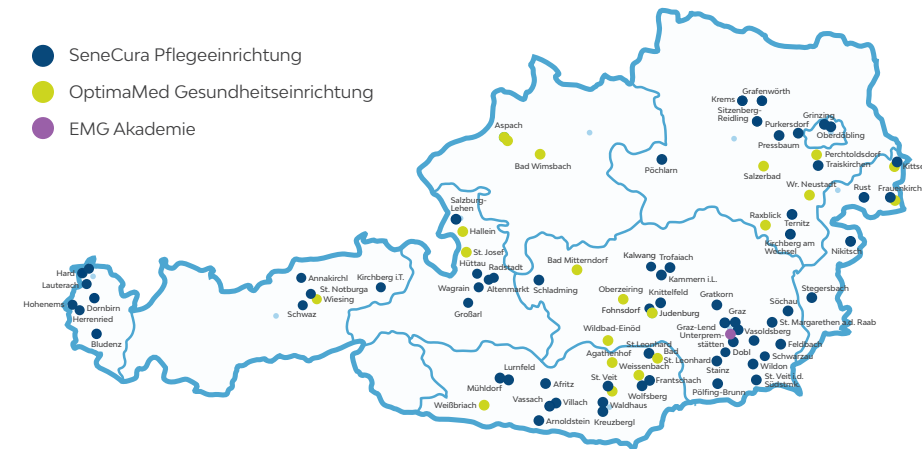 SeneCura Pflegeeinrichtung
OptimaMed Gesundheitseinrichtung
EMG Akademie
Aspach
Bad Wimsbach
Krems
Grafenwörth
Sitzenberg-
Reidling
Purkersdorf
Grinzing
Oberdöbling
Pressbaum
Perchtoldsdorf
Traiskirchen
Kittse
Pöchlarn
Salzerbad
Wr. Neustadt
Rust
Frauenkirch
Salzburg-
Lehen
Hallein
St. Josef
Raxblick
Ternitz
Kirchberg am
Wechsel
Nikitsch
Hüttau
Radstadt
Wagrain
Altenmarkt
Großarl
Schladming
Bad Mitterndorf
Kalwang
Trofaiach
Kammern i.L.
Hard
Lauterach
Hohenems
Dornbirn
Herrenried
Bludenz
Annakirchl
Kirchberg i.T.
St. Notburga
Wiesing
Schwaz
Oberzeiring
Knittelfeld
Fohnsdorf
Judenburg
Gratkorn
Graz
Söchau
Stegersbach
St. Margarethen a.d. Raab
Graz-Lend
Unterprem-
stätten
Vasoldsberg
Feldbach
Wildbad-Einöd
Agathenhof
St.Leonhard
Bad
St. Leonhard
Dobl
Schwarzau
Stainz
Wildon
Weissenbach
Frantschach
St. Veit
Wolfsberg
Pölfing-Brunn
St. Veit i.d.
Südstmk.
Lurnfeld
Mühldorf
Afritz
Weißbriach
Vassach
Villach
Waldhaus
Arnoldstein
Kreuzbergl